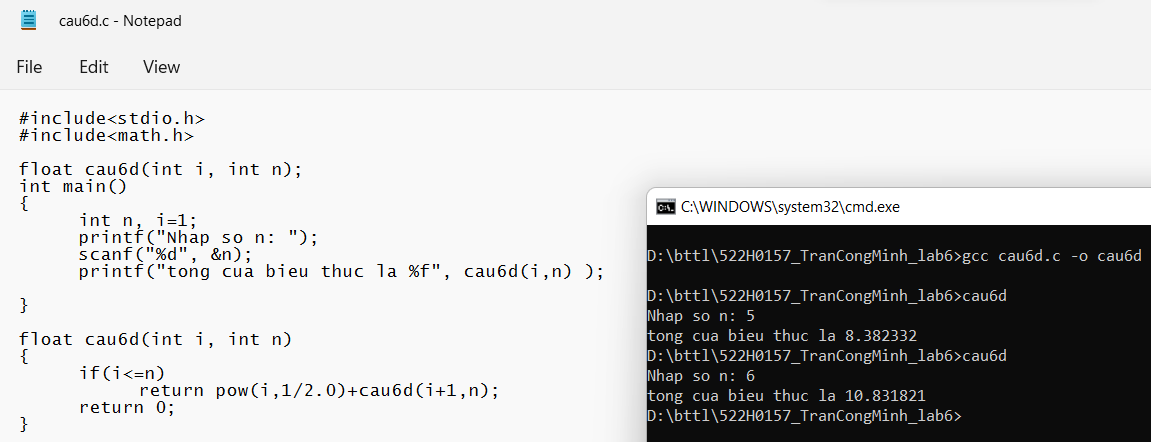 cau6d.c - Notepad
File Edit View
#include<stdio.h>
#include<math.h>
float cau6d(int i, int n);
int main()
{
int n, i=1;
printf("Nhap so n: ");
scanf("%d", &n);
printf("tong cua bieu thuc la %f", cau6d(i,n) );
}
float cau6d(int i, int n)
{
if(i<=n)
return pow(i,1/2.0)+cau6d(i+1,n);
return 0;
}
C:\WINDOWS\system32\cmd.exe
D:\bttl\522H0157_TranCongMinh_lab6>gcc cau6d.c -o cau6d
D:\bttl\522H0157_TranCongMinh_lab6>cau6d
Nhap so n: 5
tong cua bieu thuc la 8.382332
D:\bttl\522H0157_TranCongMinh_lab6>cau6d
Nhap so n: 6
tong cua bieu thuc la 10.831821
D:\bttl\522H0157_TranCongMinh_lab6>